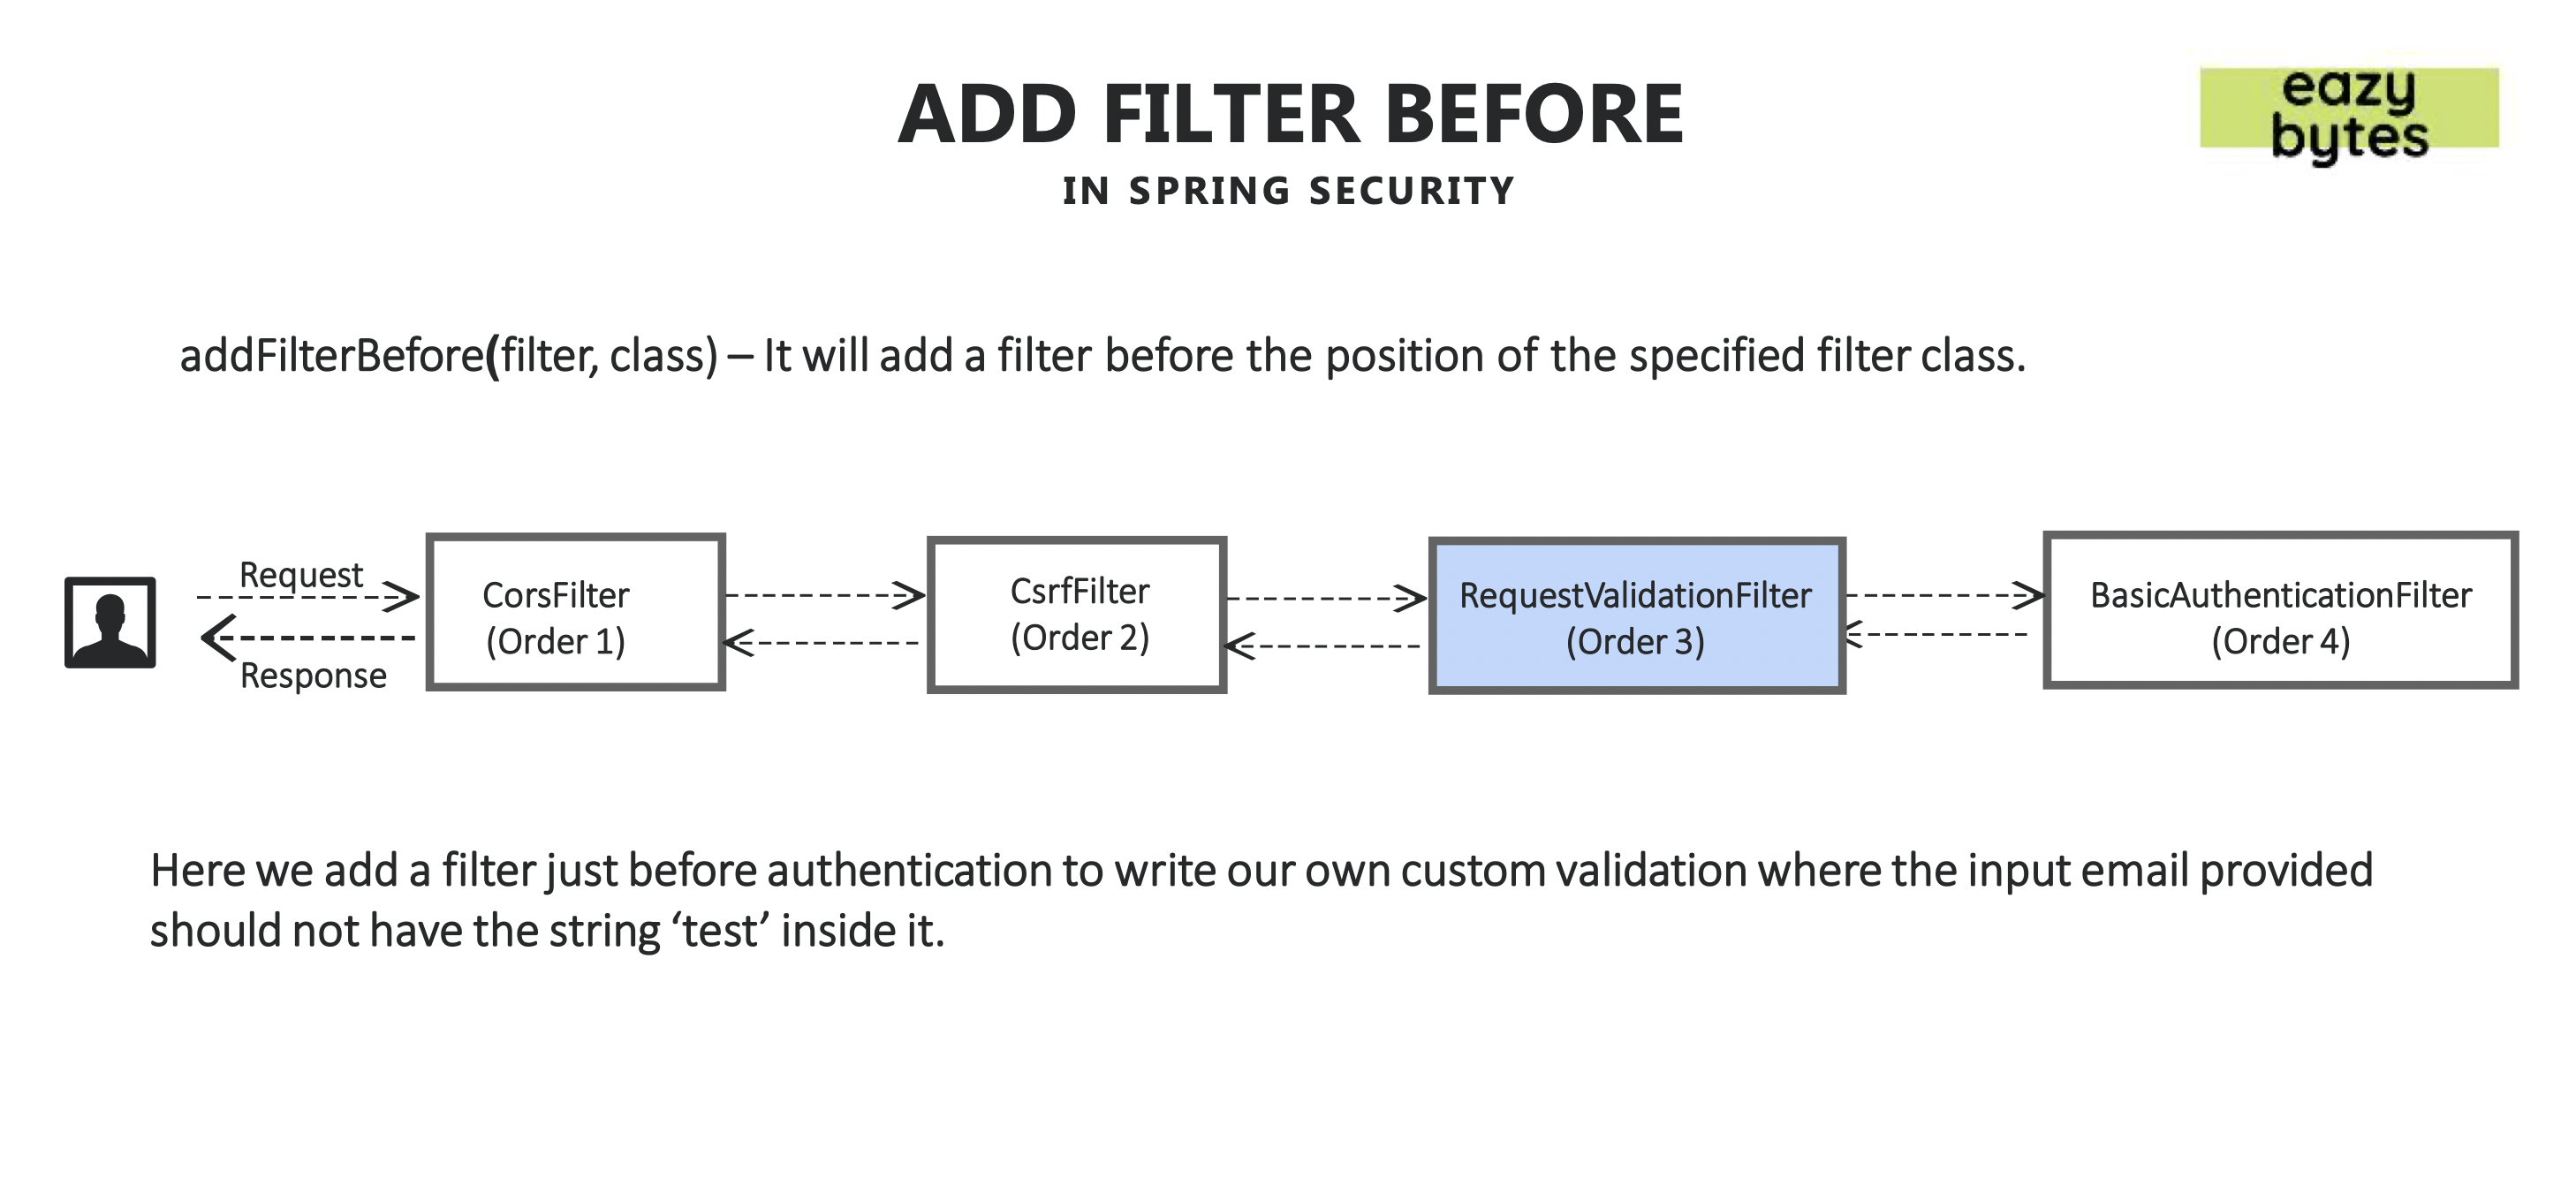 ADD FILTER BEFORE
IN SPRING SECURITY
eazy
bytes
addFilterBefore(filter, class) – It will add a filter before the position of the specified filter class.
Request
Response
CorsFilter
(Order 1)
CsrfFilter
(Order 2)
RequestValidationFilter
(Order 3)
BasicAuthenticationFilter
(Order 4)
Here we add a filter just before authentication to write our own custom validation where the input email provided
should not have the string ‘test’ inside it.